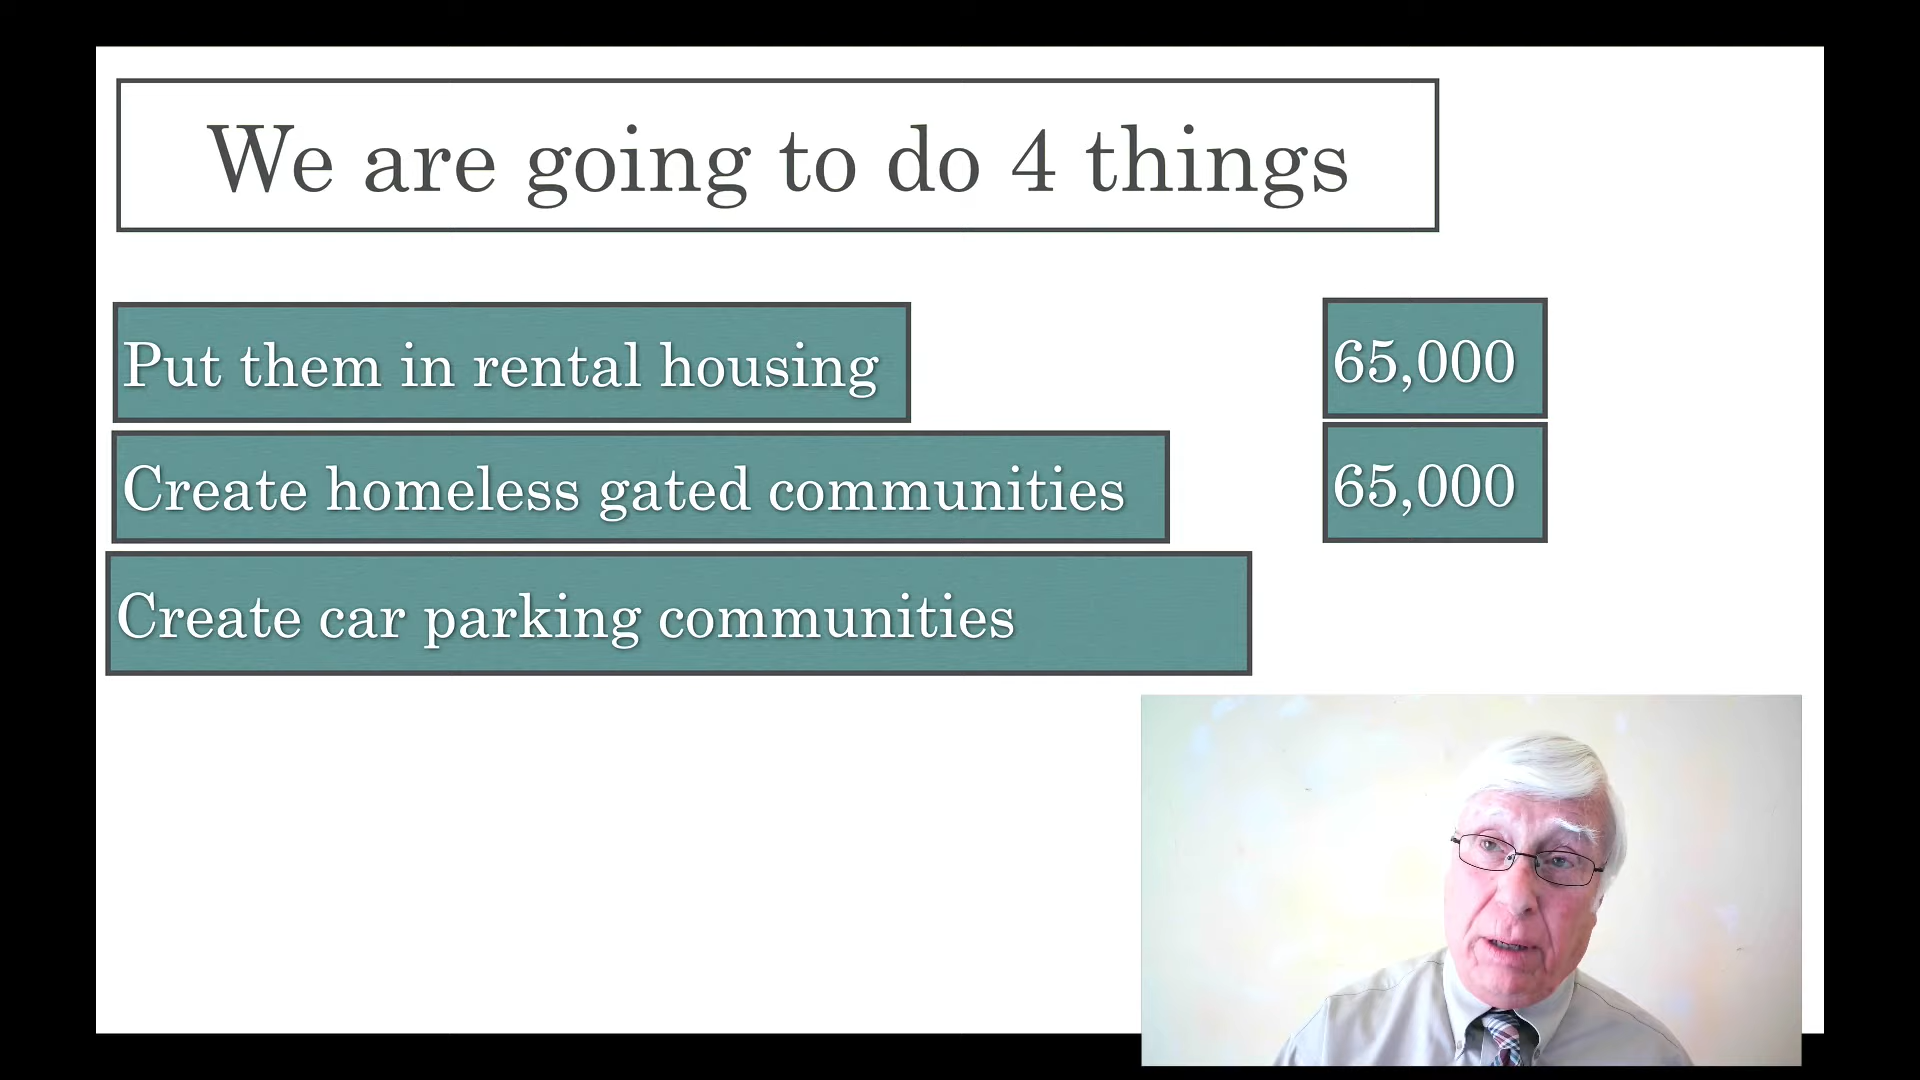 We are going to do 4 things
Put them in rental housing
65,000
Create homeless gated communities
65,000
Create car parking communities